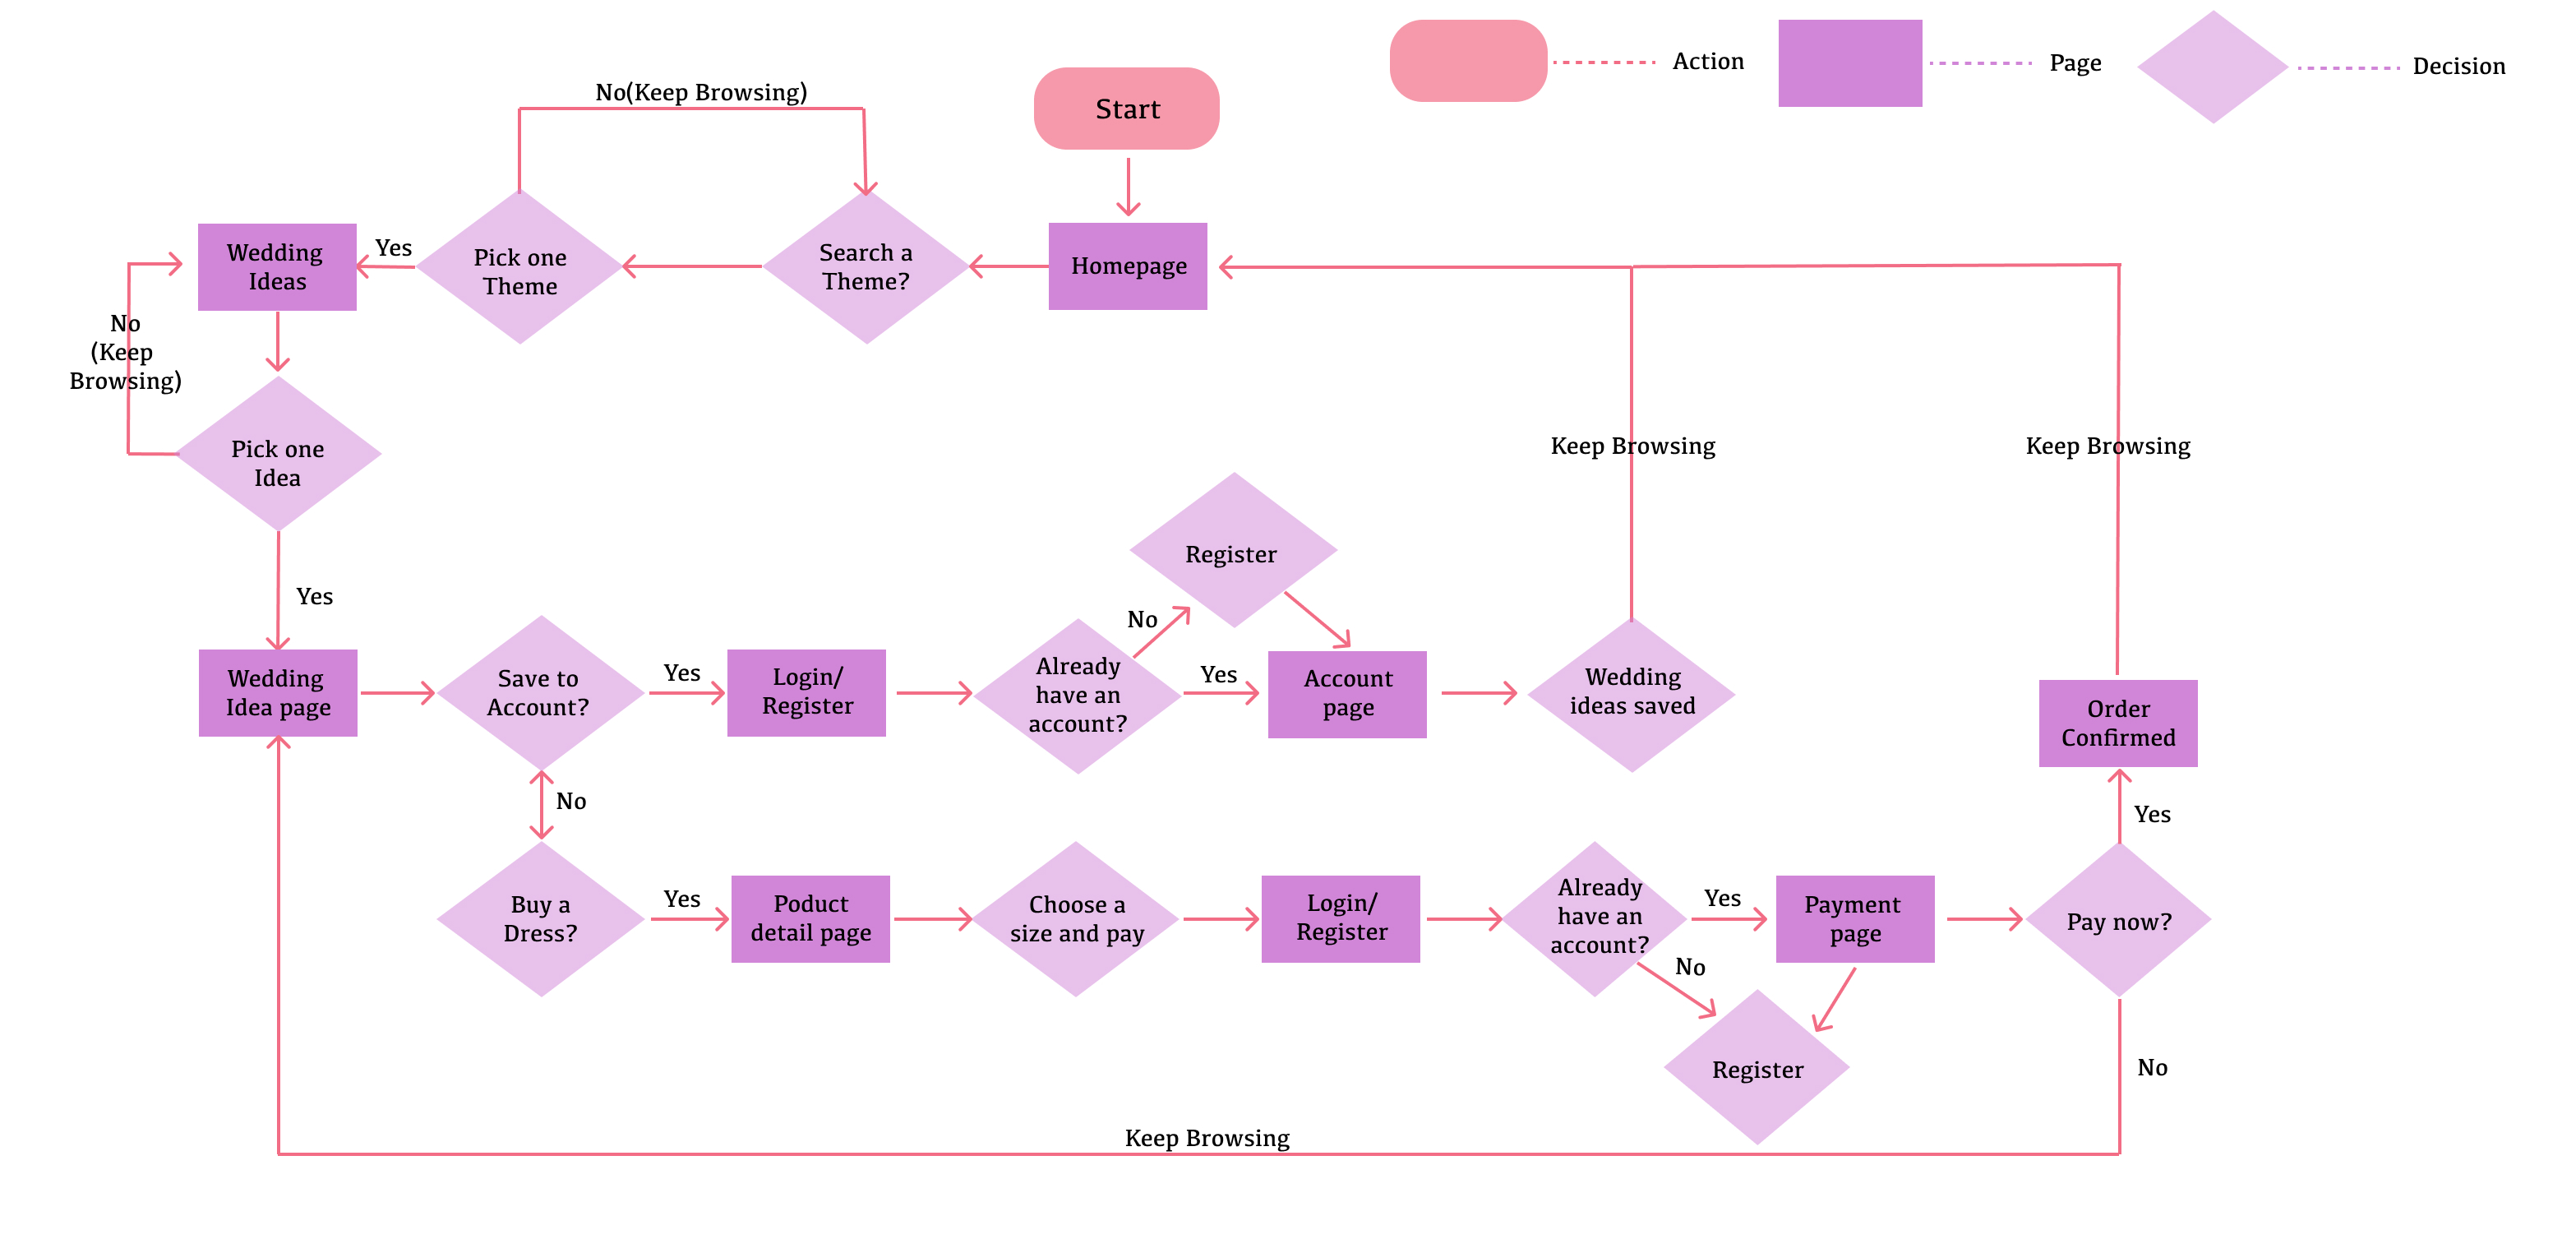 Action
Page
Decision
No(Keep Browsing)
Start
Wedding
Ideas
Yes
Pick one
Theme
Search a
Theme?
Homepage
No
(Keep
Browsing)
Pick one
Idea
Keep Browsing
Keep Browsing
Register
Yes
No
Wedding
Idea page
Save to
Account?
Yes
Login/
Register
Already
have an
account?
Yes
Account
page
Wedding
ideas saved
Order
Confirmed
No
Yes
Buy a
Dress?
Yes
Poduct
detail page
Choose a
size and pay
Login/
Register
Already
have an
account?
Yes
Payment
page
Pay now?
No
Register
No
Keep Browsing